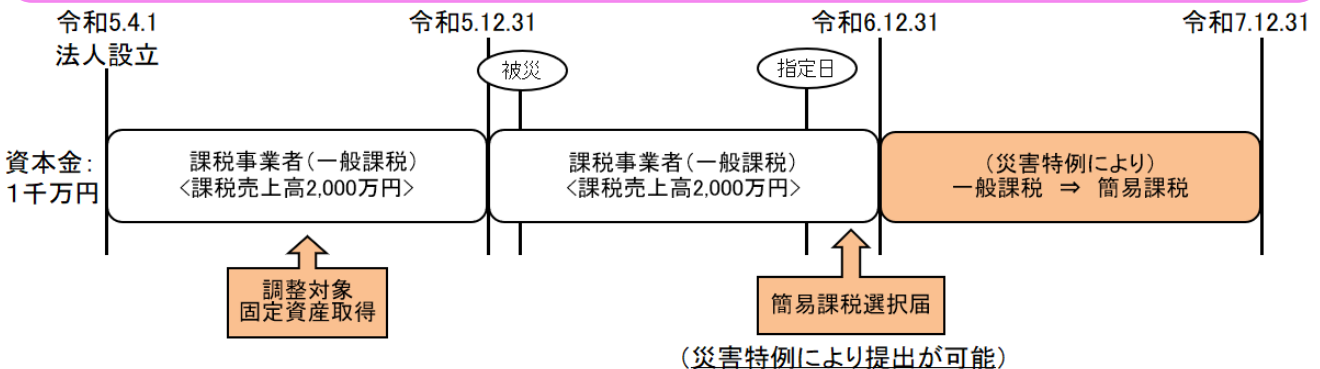 令和5.4.1
法人設立
令和5.12.31
令和6.12.31
令和7.12.31
被災
指定日
資本金:
1千万円
課税事業者(一般課税)
<課税売上高2,000万円>
課税事業者(一般課税)
<課税売上高2,000万円>
(災害特例により)
一般課税 ⇒ 簡易課税
調整対象
固定資産取得
簡易課税選択届
(災害特例により提出が可能)